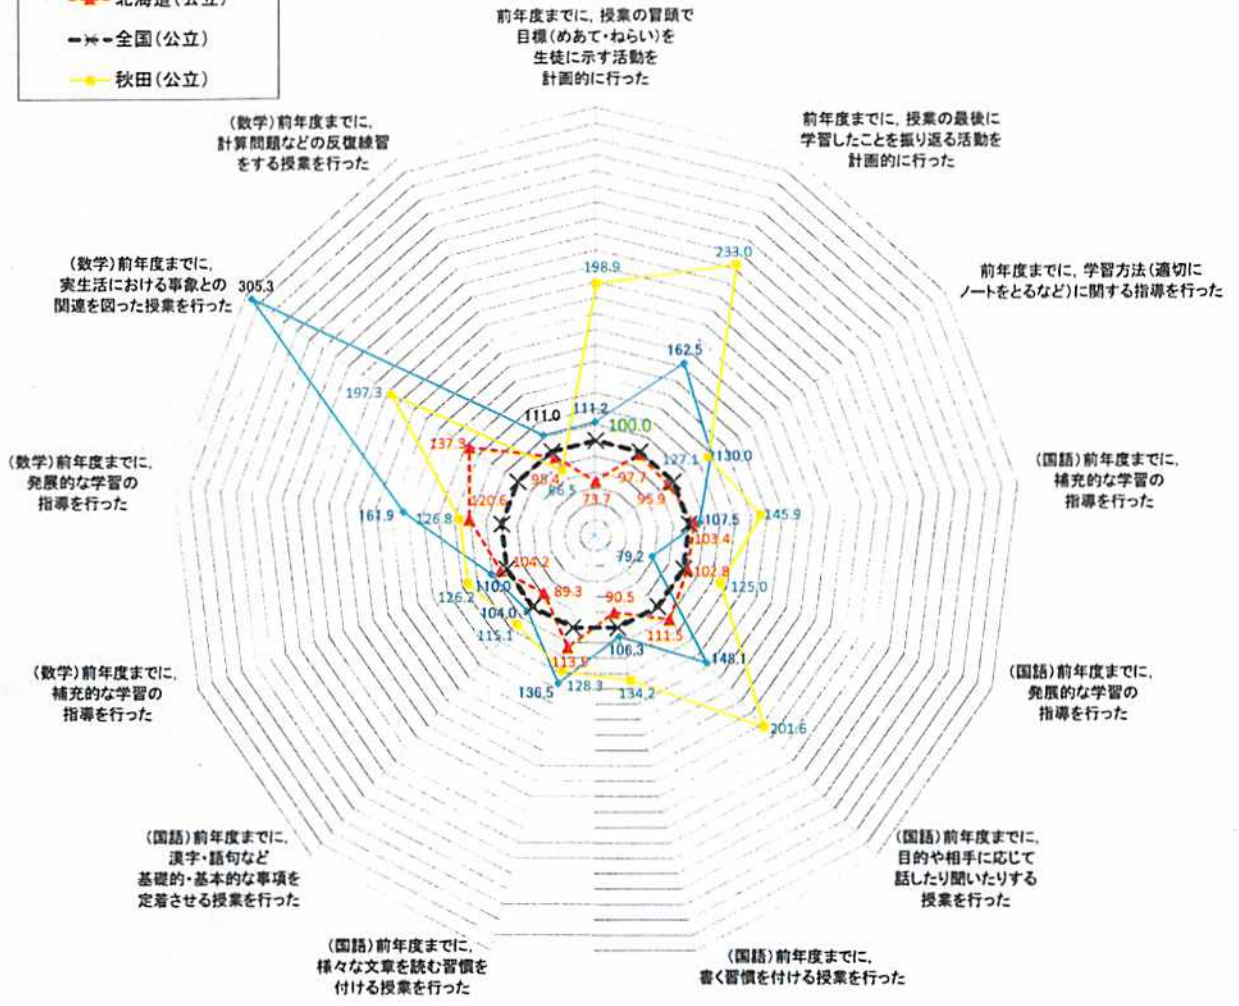 北海道(公立)
全国(公立)
秋田(公立)
前年度までに, 授業の冒頭で
目標(めあて・ねらい)を
生徒に示す活動を
計画的に行った
前年度までに, 授業の最後に
学習したことを振り返る活動を
計画的に行った
前年度までに, 学習方法(適切に
ノートをとるなど)に関する指導を行った
(国語)前年度までに,
補充的な学習の
指導を行った
(国語)前年度までに,
発展的な学習の
指導を行った
(国語)前年度までに,
目的や相手に応じて
話したり聞いたりする
授業を行った
(国語)前年度までに,
書く習慣を付ける授業を行った
(国語)前年度までに,
様々な文章を読む習慣を
付ける授業を行った
(国語)前年度までに,
漢字・語句など
基礎的・基本的な事項を
定着させる授業を行った
(数学)前年度までに,
補充的な学習の
指導を行った
(数学)前年度までに,
発展的な学習の
指導を行った
(数学)前年度までに,
実生活における事象との
関連を図った授業を行った
(数学)前年度までに,
計算問題などの反復練習
をする授業を行った
198.9
233.0
305.3
162.5
197.3
111.0
111.2
100.0
137.3
98.4
86.5
73.7
97.7
95.9
127.1
130.0
120.6
161.9
126.8
107.5
145.9
103.4
79.2
104.2
102.8
125.0
110.0
126.2
89.3
90.5
104.0
111.5
115.1
106.3
148.1
113.9
136.5
128.3
134.2
201.6